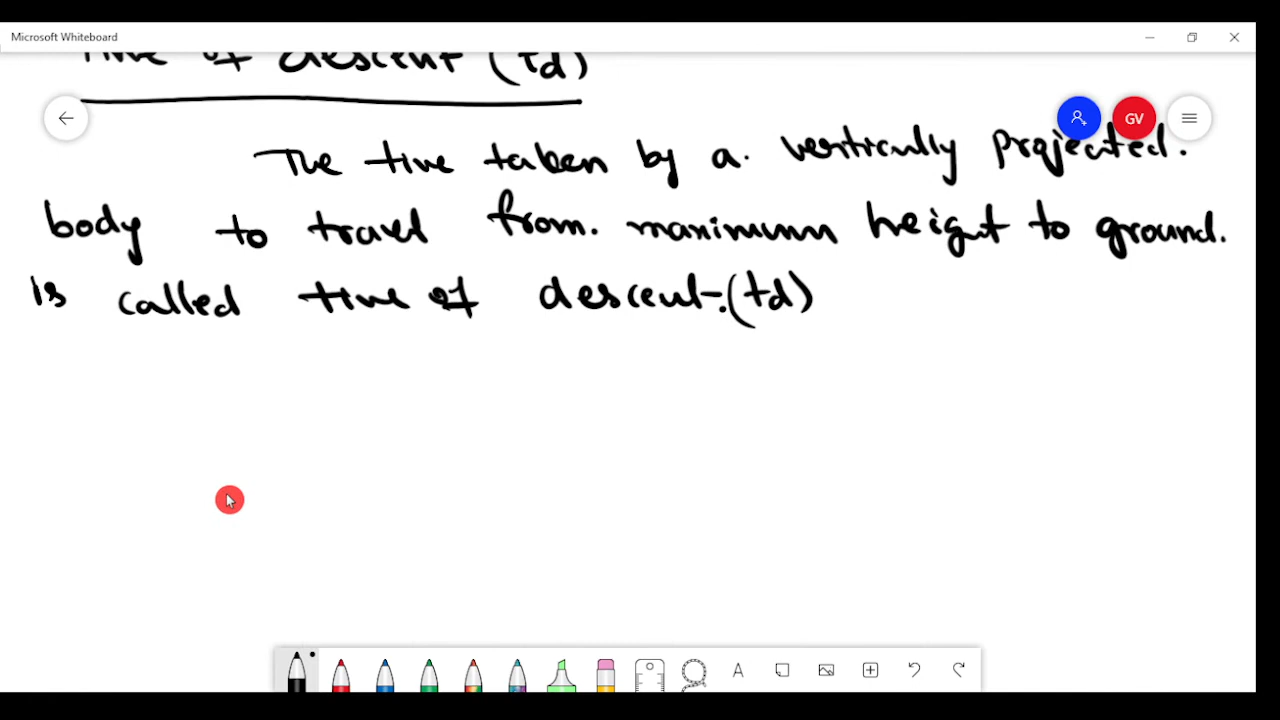 Microsoft Whiteboard
Time of descent (td)
GV
The time taken by a. vertically projected.
body to travel from. maximum height to ground.
is called time of descent.(td)
A